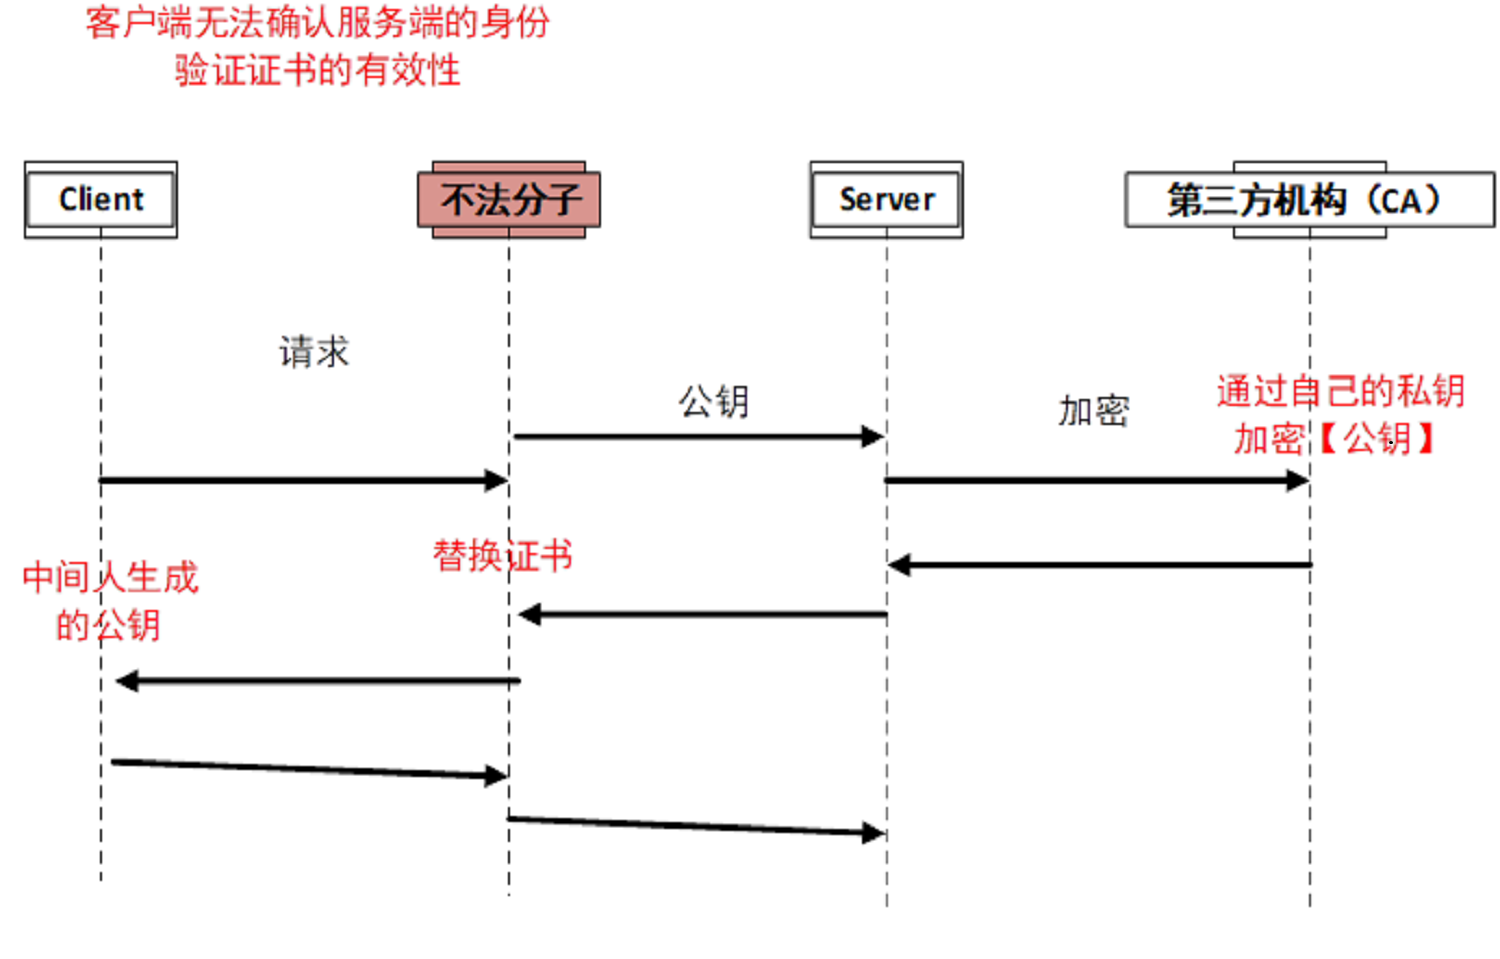 客户端无法确认服务端的身份
验证证书的有效性
Client
不法分子
Server
第三方机构（CA）
请求
公钥
加密
通过自己的私钥
加密【公钥】
替换证书
中间人生成
的公钥